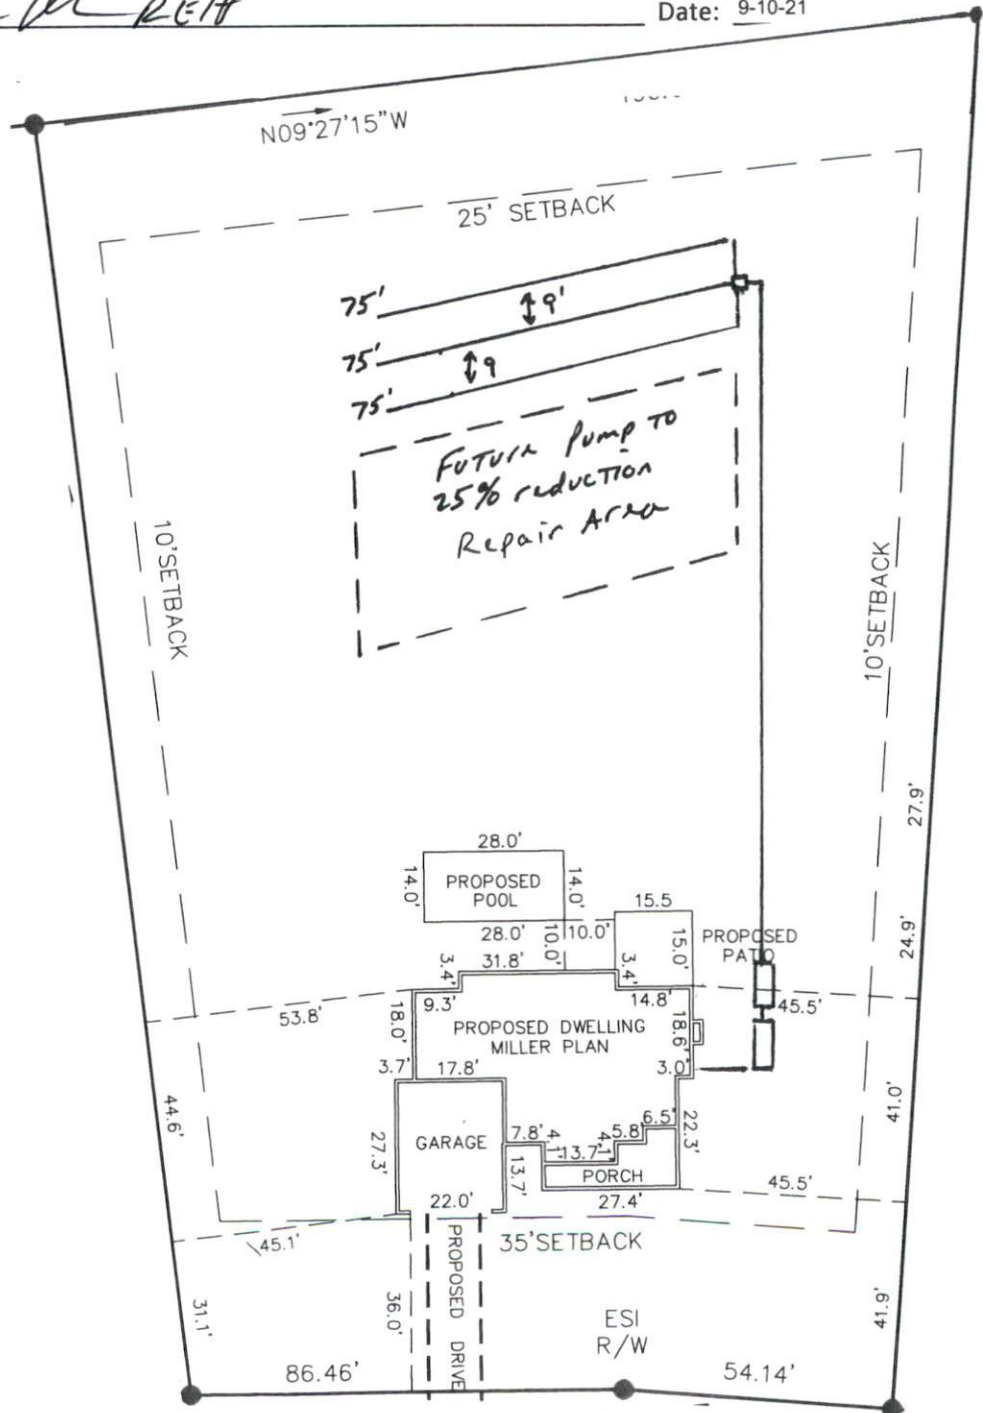 REH
Date: 9-10-21
N09°27'15"W
25' SETBACK
75'
9'
75'
9
75'
Future Pump To
25% reduction
Repair Area
10'SETBACK
10'SETBACK
27.9'
28.0'
14.0'
PROPOSED
POOL
14.0'
15.5
28.0'
10.0'
10.0'
15.0'
PROPOSED
PATIO
24.9'
3.4'
31.8'
3.4'
9.3'
14.8'
45.5'
53.8'
18.0'
PROPOSED DWELLING
MILLER PLAN
18.6'
3.7'
17.8'
3.0'
44.6'
41.0'
27.3'
GARAGE
7.8'
4.1'
13.7'
4.1'
5.8'
6.5'
22.3'
13.7'
PORCH
45.5'
22.0'
27.4'
45.1'
35'SETBACK
31.1'
36.0'
PROPOSED DRIVE
ESI
R/W
41.9'
86.46'
54.14'